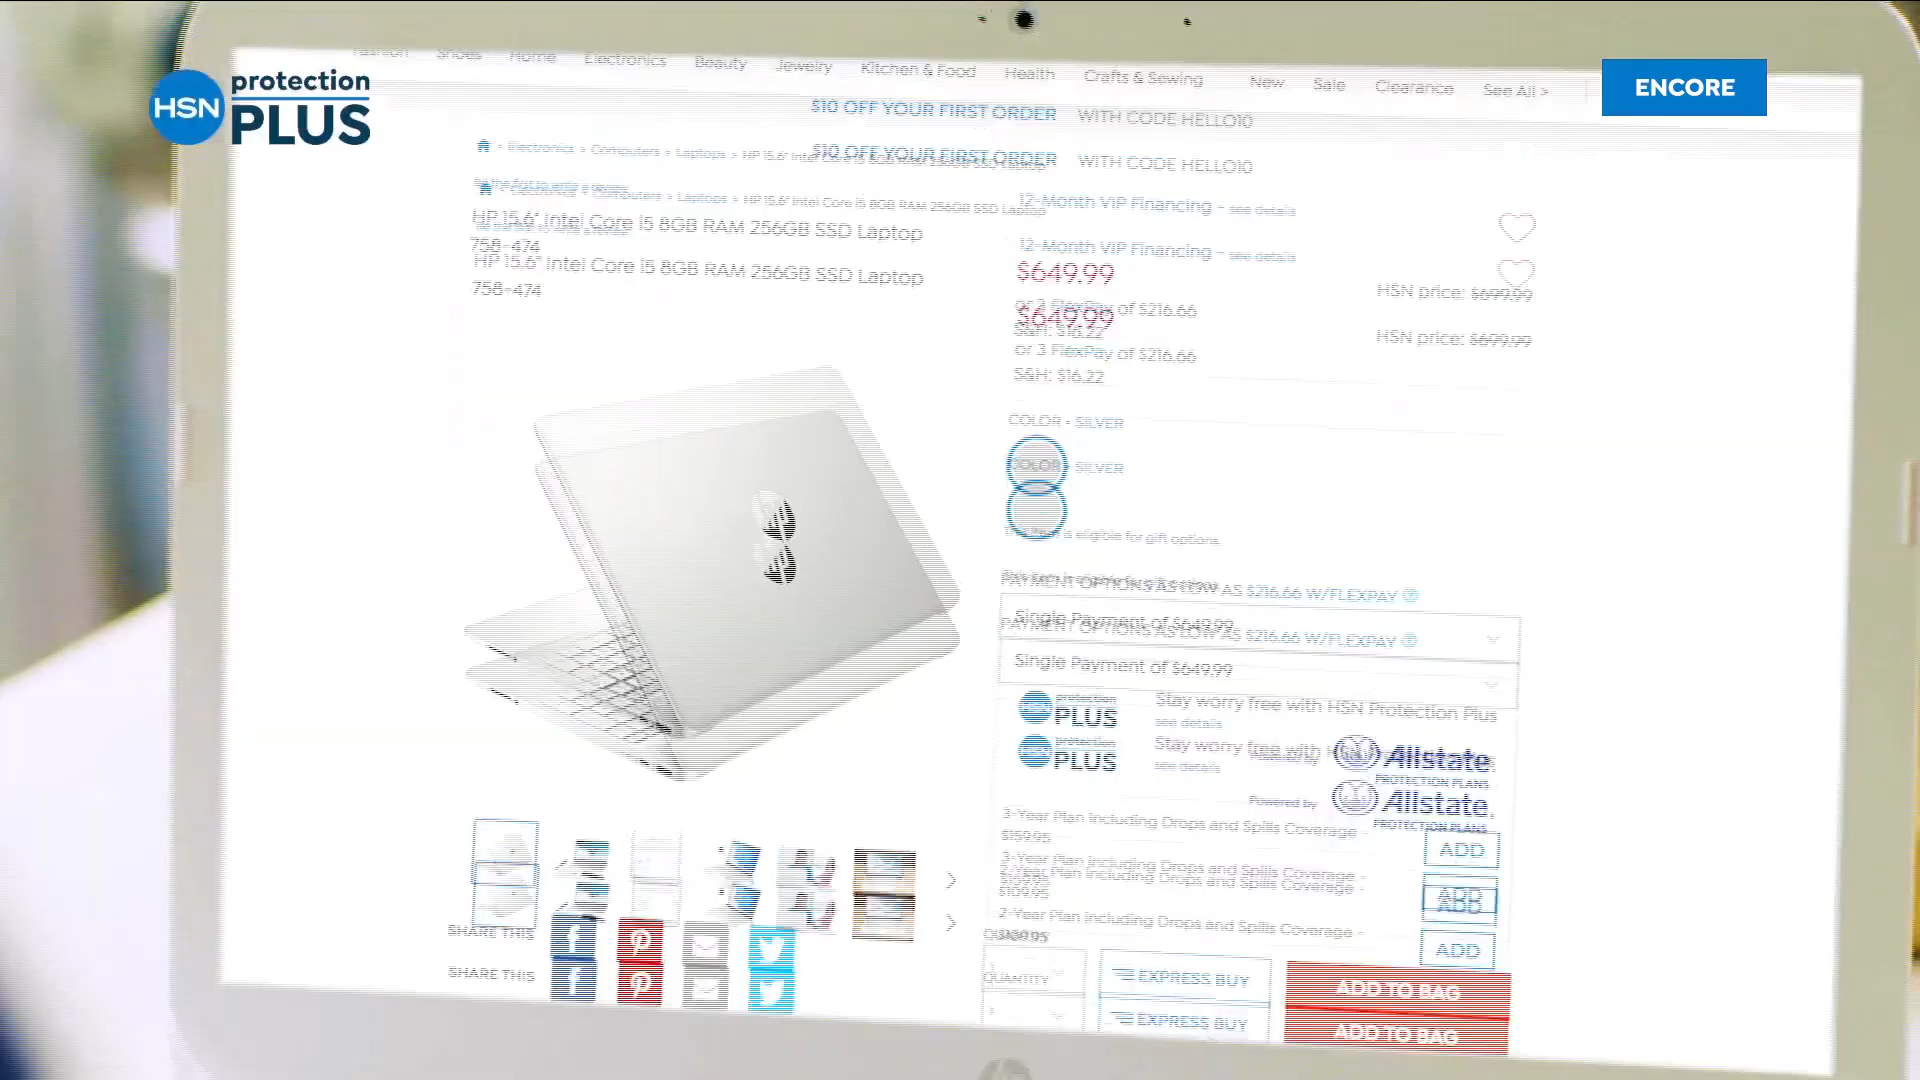 HSN protection
PLUS
ENCORE
Fashion Shoes Home Electronics Beauty Jewelry Kitchen & Food Health Crafts & Sewing New Sale Clearance See All >
$10 OFF YOUR FIRST ORDER WITH CODE HELLO10
$10 OFF YOUR FIRST ORDER WITH CODE HELLO10
Electronics > Computers > Laptops > HP 15.6" Intel Core i5 8GB RAM 256GB SSD Laptop
Computers > Laptops > HP 15.6" Intel Core i5 8GB RAM 256GB SSD Laptop
HP 15.6" Intel Core i5 8GB RAM 256GB SSD Laptop
758-474
HP 15.6" Intel Core i5 8GB RAM 256GB SSD Laptop
758-474
12-Month VIP Financing - see details
12-Month VIP Financing - see details
$649.99
HSN price: $699.99
or 3 FlexPay of $216.66
$649.99
S&H: $16.22
HSN price: $699.99
or 3 FlexPay of $216.66
S&H: $16.22
COLOR - SILVER
COLOR - SILVER
This item is eligible for gift options.
PAYMENT OPTIONS AS LOW AS $216.66 W/FLEXPAY
Single Payment of $649.99
PAYMENT OPTIONS AS LOW AS $216.66 W/FLEXPAY
Single Payment of $649.99
protection
PLUS
Stay worry free with HSN Protection Plus
see details
protection
PLUS
Stay worry free with
see details
Allstate
PROTECTION PLANS
Powered by
Allstate.
PROTECTION PLANS
3-Year Plan including Drops and Spills Coverage -
$159.95
ADD
3-Year Plan including Drops and Spills Coverage -
2-Year Plan including Drops and Spills Coverage -
ADD
ADD
2-Year Plan including Drops and Spills Coverage -
ADD
SHARE THIS
SHARE THIS
QUANTITY
EXPRESS BUY
EXPRESS BUY
ADD TO BAG
ADD TO BAG